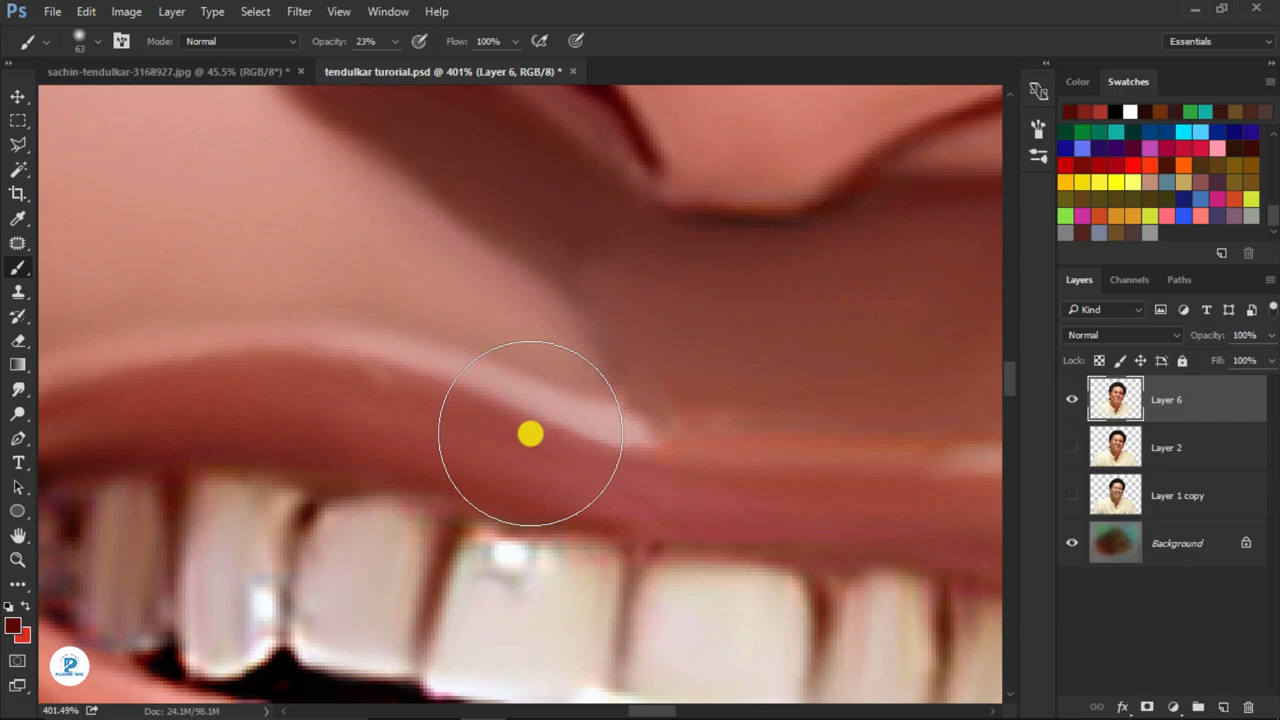 Ps File Edit Image Layer Type Select Filter View Window Help
63 Mode: Normal Opacity: 23% Flow: 100% Essentials
sachin-tendulkar-3168927.jpg @ 45.5% (RGB/8*) * × tendulkar turorial.psd @ 401% (Layer 6, RGB/8) * ×
Color Swatches
Layers Channels Paths
Kind
Normal Opacity: 100%
Lock: Fill: 100%
Layer 6
Layer 2
Layer 1 copy
Background
401.49% Doc: 24.1M/98.1M